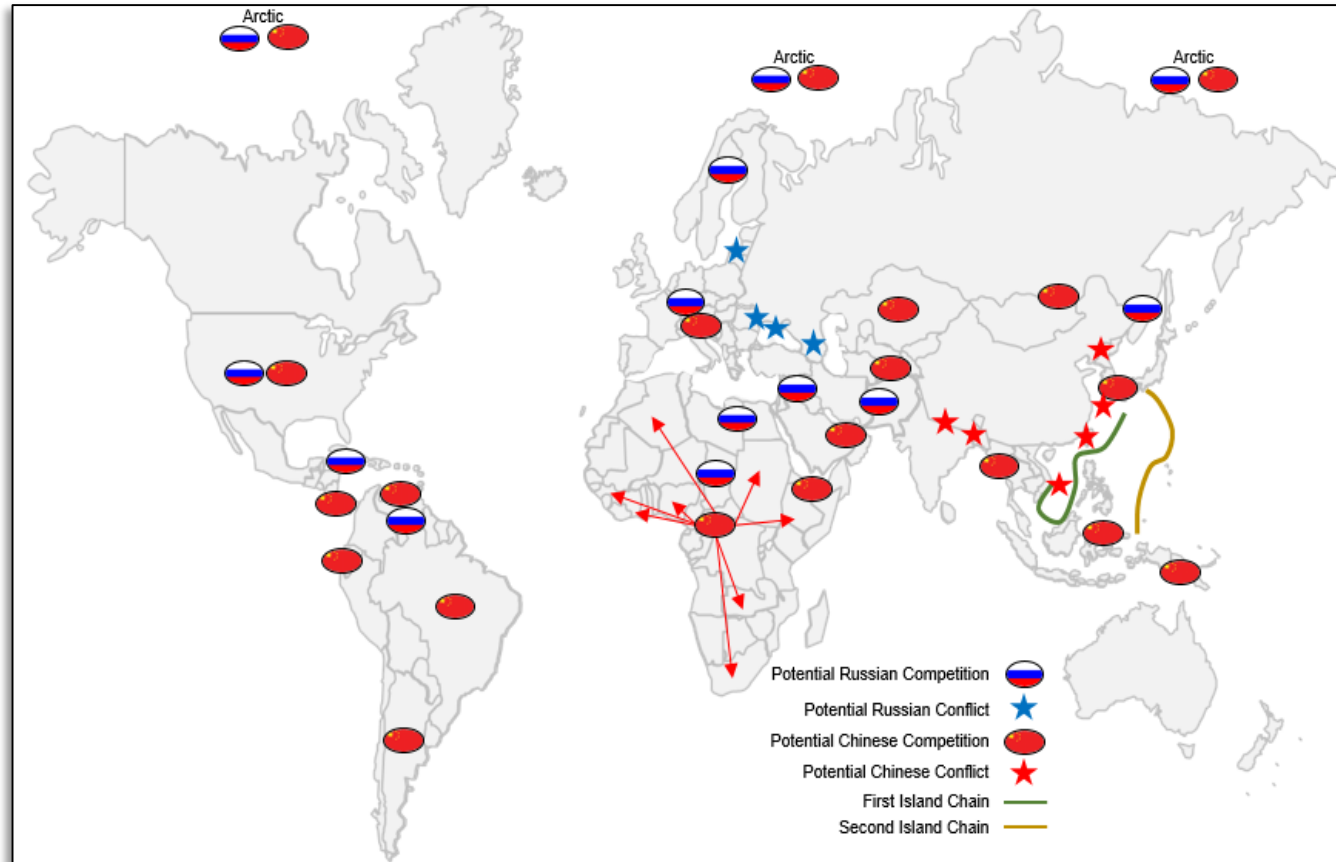 Arctic
Arctic
Arctic
Potential Russian Competition
Potential Russian Conflict
Potential Chinese Competition
Potential Chinese Conflict
First Island Chain
Second Island Chain